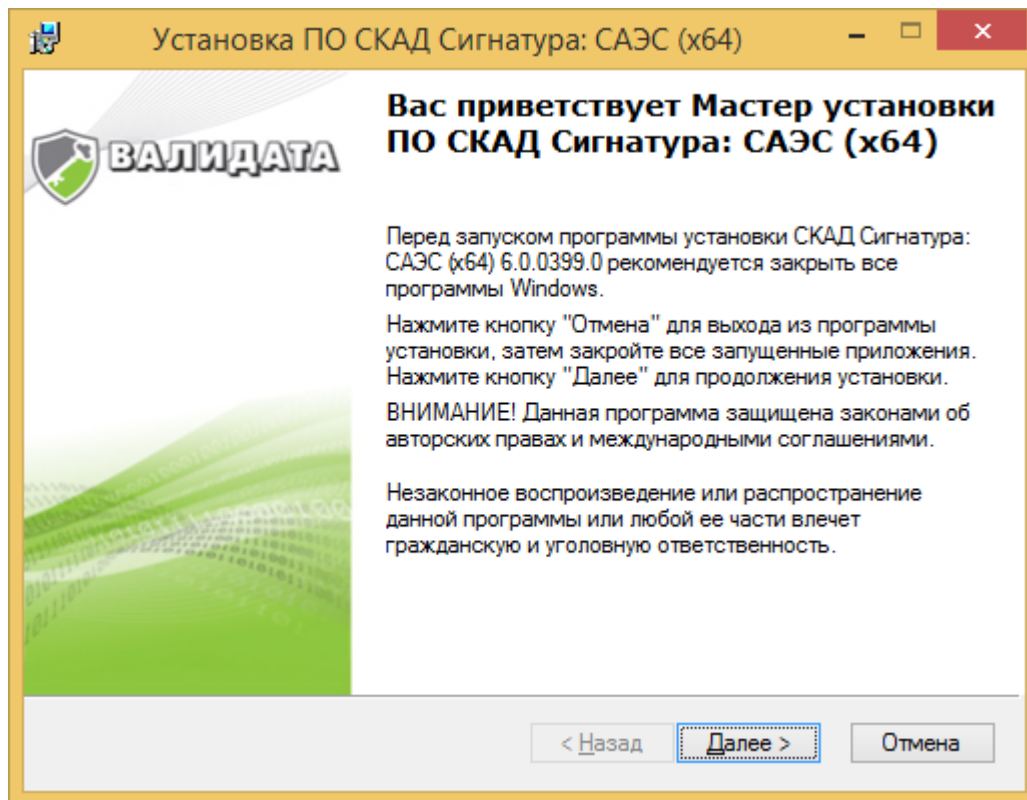 Установка ПО СКАД Сигнатура: САЭС (x64)
ВАЛИДАТА
Вас приветствует Мастер установки
ПО СКАД Сигнатура: САЭС (x64)
Перед запуском программы установки СКАД Сигнатура:
САЭС (x64) 6.0.0399.0 рекомендуется закрыть все
программы Windows.
Нажмите кнопку "Отмена" для выхода из программы
установки, затем закройте все запущенные приложения.
Нажмите кнопку "Далее" для продолжения установки.
ВНИМАНИЕ! Данная программа защищена законами об
авторских правах и международными соглашениями.
Незаконное воспроизведение или распространение
данной программы или любой ее части влечет
гражданскую и уголовную ответственность.
< Назад
Далее >
Отмена